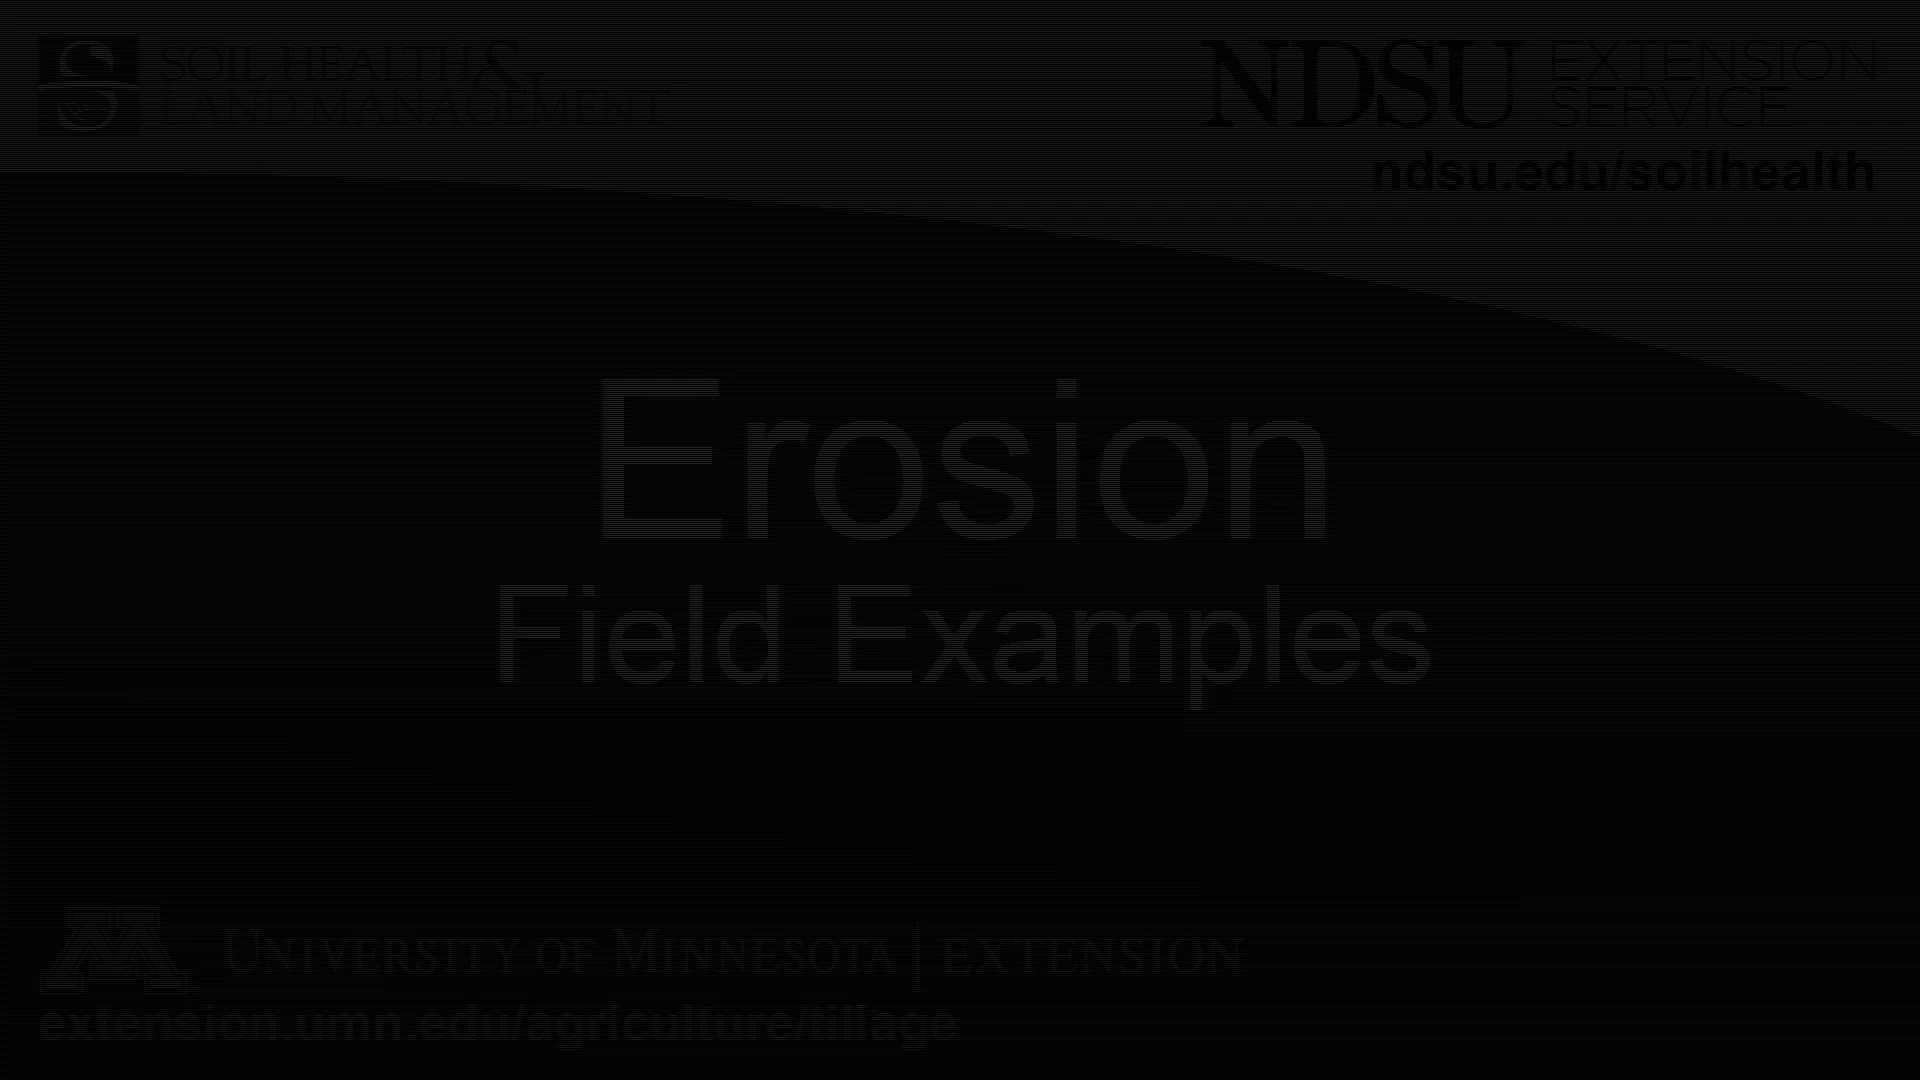 SOIL HEALTH &
LAND MANAGEMENT
NDSU EXTENSION
SERVICE
ndsu.edu/soilhealth
Erosion
Field Examples
M UNIVERSITY OF MINNESOTA | EXTENSION
extension.umn.edu/agriculture/tillage